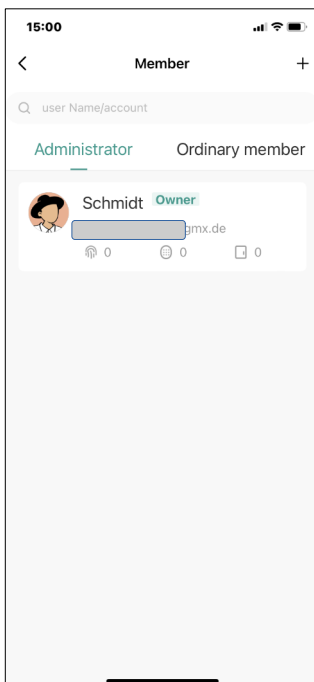 15:00
Member
user Name/account
Administrator Ordinary member
Schmidt Owner
gmx.de
0 0 0